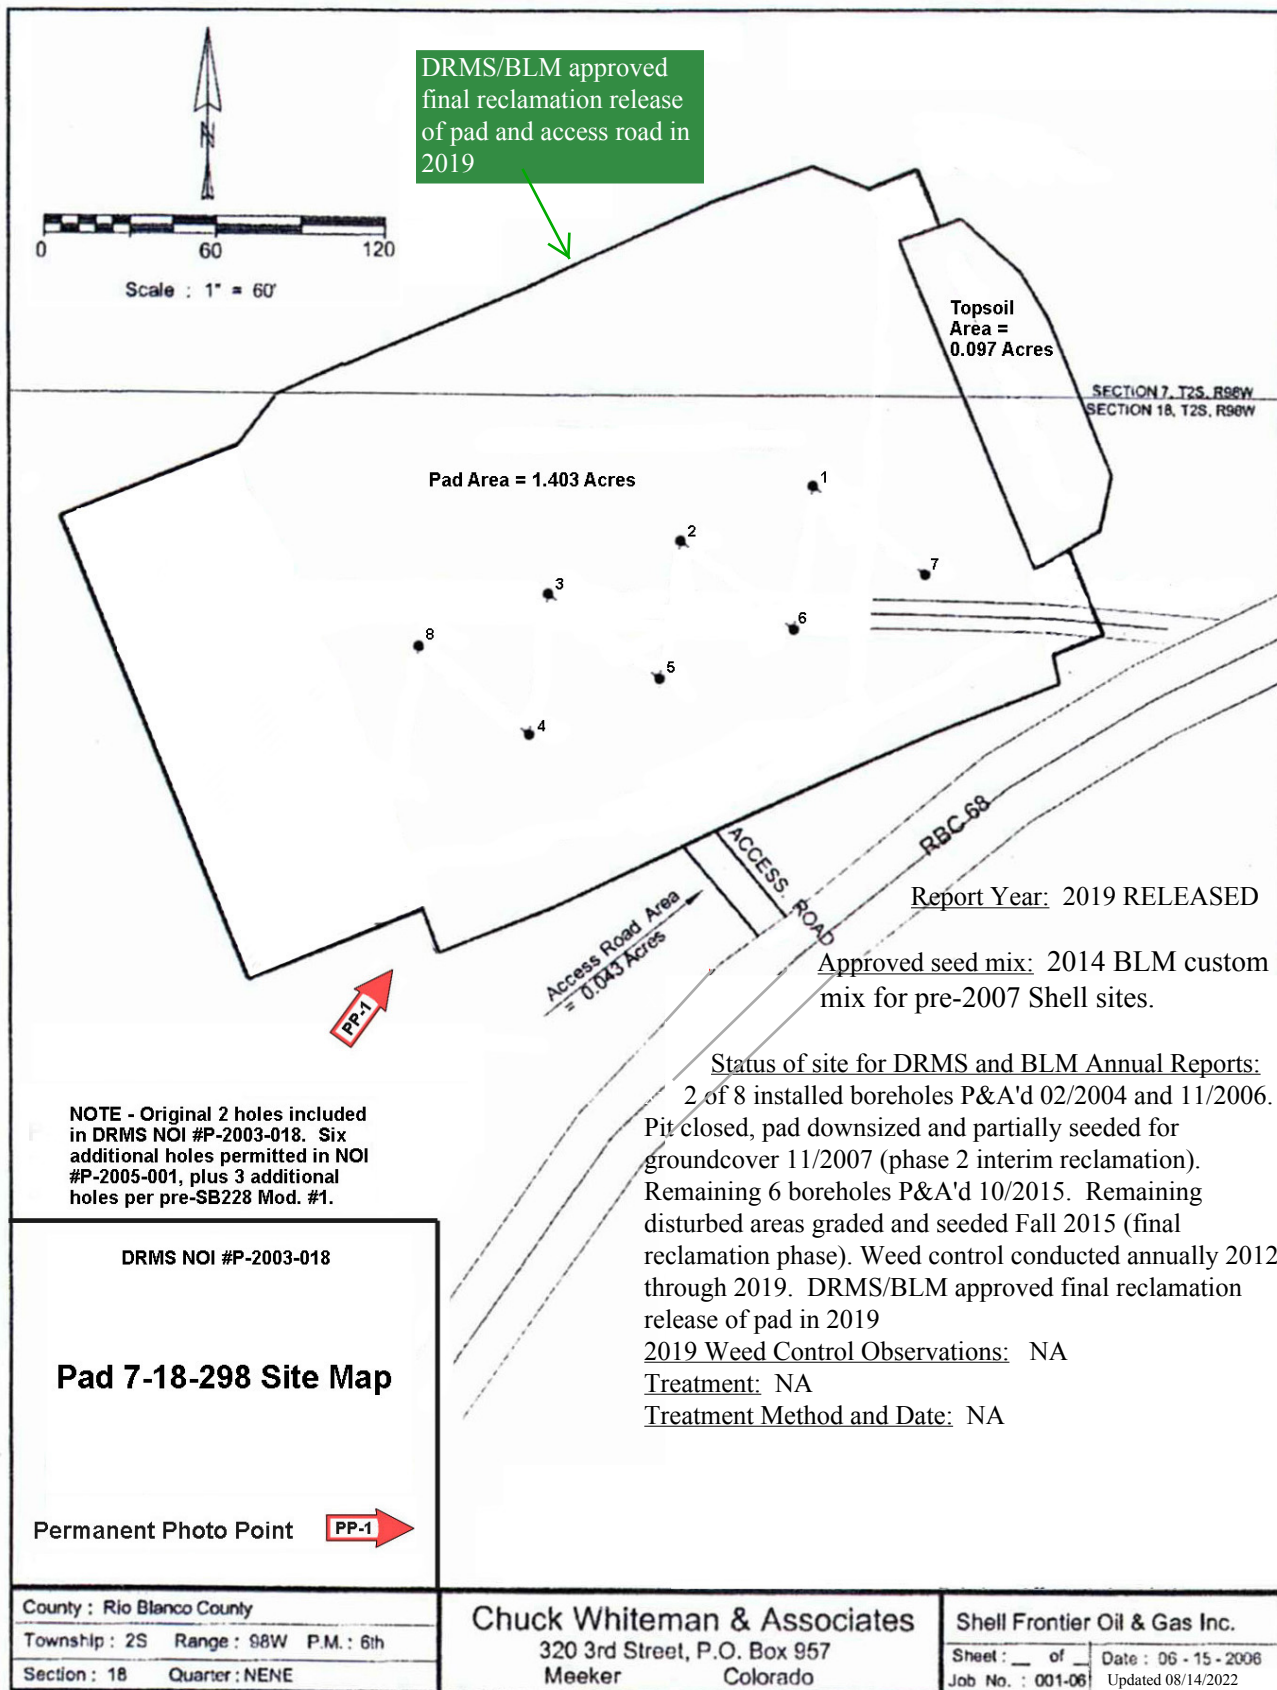 DRMS/BLM approved
final reclamation release
of pad and access road in
2019
N
0 60 120
Scale : 1" = 60'
Topsoil
Area =
0.097 Acres
SECTION 7, T2S, R98W
SECTION 18, T2S, R98W
Pad Area = 1.403 Acres
1
2
3
7
6
8
5
4
RBC 68
ACCESS. ROAD
Access Road Area
= 0.043 Acres
PP-1
Report Year: 2019 RELEASED
Approved seed mix: 2014 BLM custom
mix for pre-2007 Shell sites.
Status of site for DRMS and BLM Annual Reports:
2 of 8 installed boreholes P&A'd 02/2004 and 11/2006.
Pit closed, pad downsized and partially seeded for
groundcover 11/2007 (phase 2 interim reclamation).
Remaining 6 boreholes P&A'd 10/2015. Remaining
disturbed areas graded and seeded Fall 2015 (final
reclamation phase). Weed control conducted annually 2012
through 2019. DRMS/BLM approved final reclamation
release of pad in 2019
2019 Weed Control Observations: NA
Treatment: NA
Treatment Method and Date: NA
NOTE - Original 2 holes included
in DRMS NOI #P-2003-018. Six
additional holes permitted in NOI
#P-2005-001, plus 3 additional
holes per pre-SB228 Mod. #1.
DRMS NOI #P-2003-018
Pad 7-18-298 Site Map
Permanent Photo Point PP-1
County : Rio Blanco County
Township : 2S Range : 98W P.M. : 6th
Section : 18 Quarter : NENE
Chuck Whiteman & Associates
320 3rd Street, P.O. Box 957
Meeker Colorado
Shell Frontier Oil & Gas Inc.
Sheet : __ of _ Date : 06 - 15 - 2006
Job No. : 001-06 Updated 08/14/2022